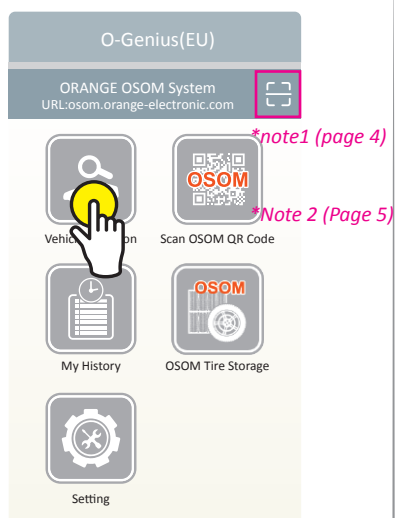 O-Genius(EU)
ORANGE OSOM System
URL:osom.orange-electronic.com
*note1 (page 4)
OSOM
*Note 2 (Page 5)
Scan OSOM QR Code
OSOM
My History
OSOM Tire Storage
Setting